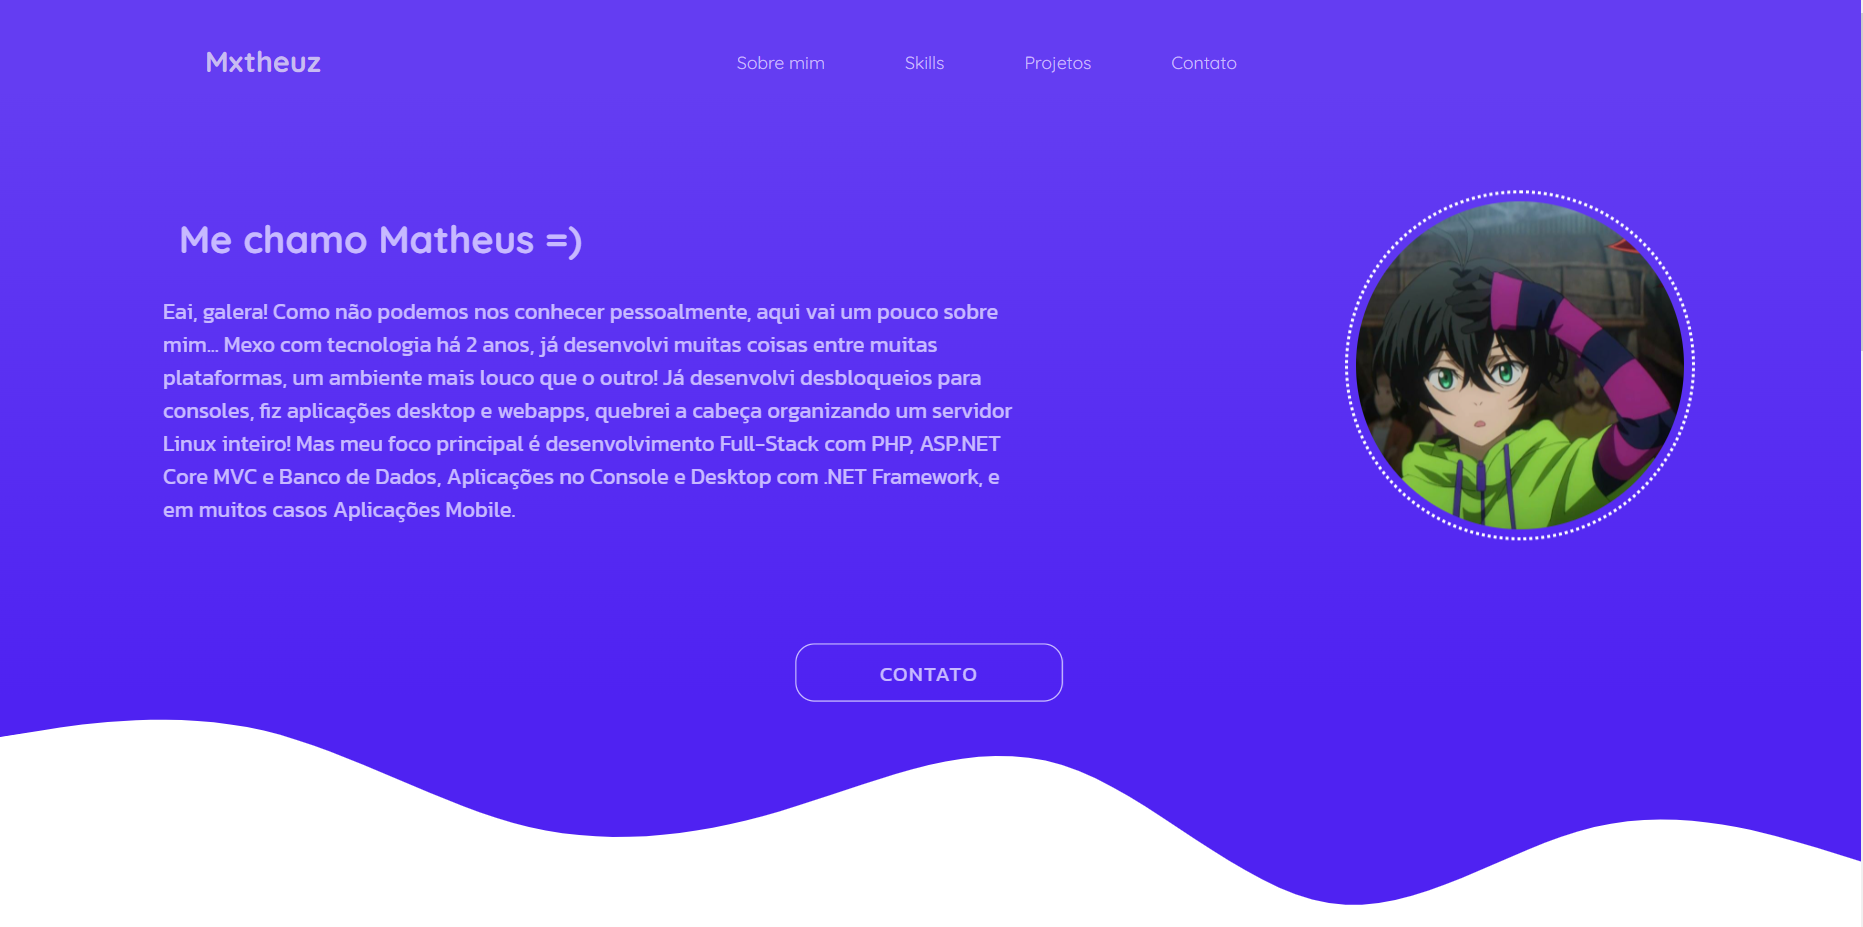 Mxtheuz
Sobre mim
Skills
Projetos
Contato
Me chamo Matheus =)
Eai, galera! Como não podemos nos conhecer pessoalmente, aqui vai um pouco sobre
mim... Mexo com tecnologia há 2 anos, já desenvolvi muitas coisas entre muitas
plataformas, um ambiente mais louco que o outro! Já desenvolvi desbloqueios para
consoles, fiz aplicações desktop e webapps, quebrei a cabeça organizando um servidor
Linux inteiro! Mas meu foco principal é desenvolvimento Full-Stack com PHP, ASP.NET
Core MVC e Banco de Dados, Aplicações no Console e Desktop com .NET Framework, e
em muitos casos Aplicações Mobile.
CONTATO